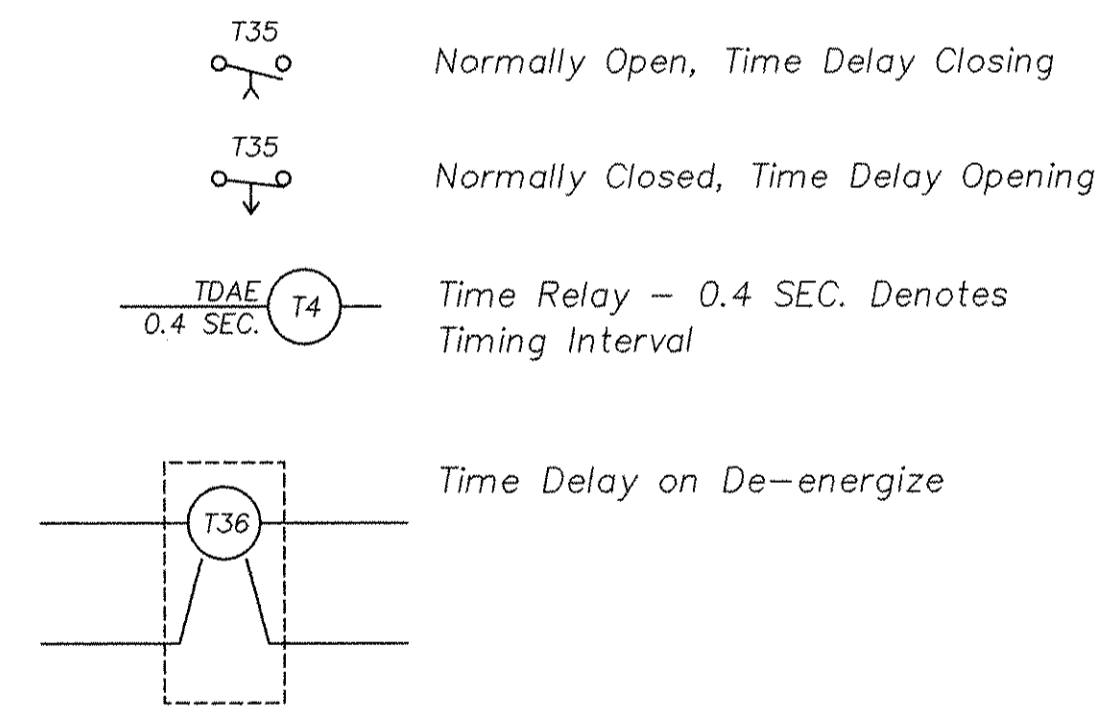 T35
Normally Open, Time Delay Closing
T35
Normally Closed, Time Delay Opening
TDAE
0.4 SEC.
T4
Time Relay – 0.4 SEC. Denotes
Timing Interval
Time Delay on De-energize
T36